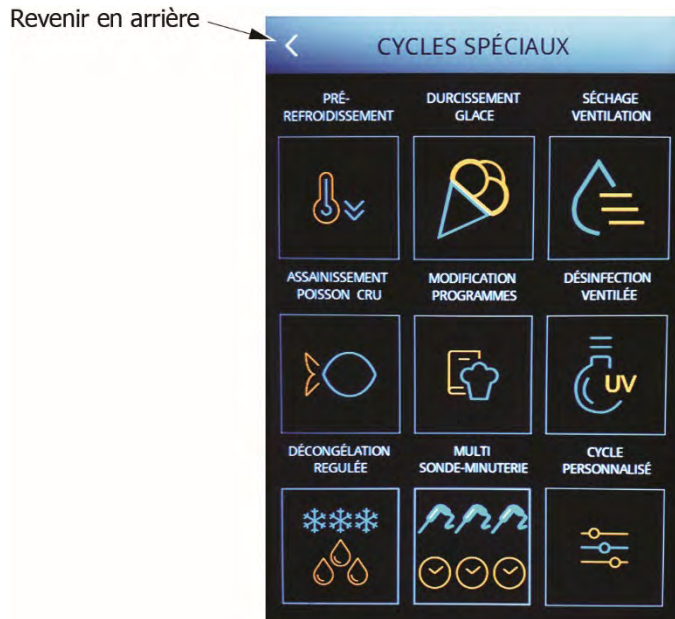 Revenir en arrière
CYCLES SPÉCIAUX
PRÉ-
REFROIDISSEMENT
DURCISSEMENT
GLACE
SÉCHAGE
VENTILATION
ASSAINISSEMENT
POISSON CRU
MODIFICATION
PROGRAMMES
DÉSINFECTION
VENTILÉE
UV
DÉCONGÉLATION
REGULÉE
MULTI
SONDE-MINUTERIE
CYCLE
PERSONNALISÉ